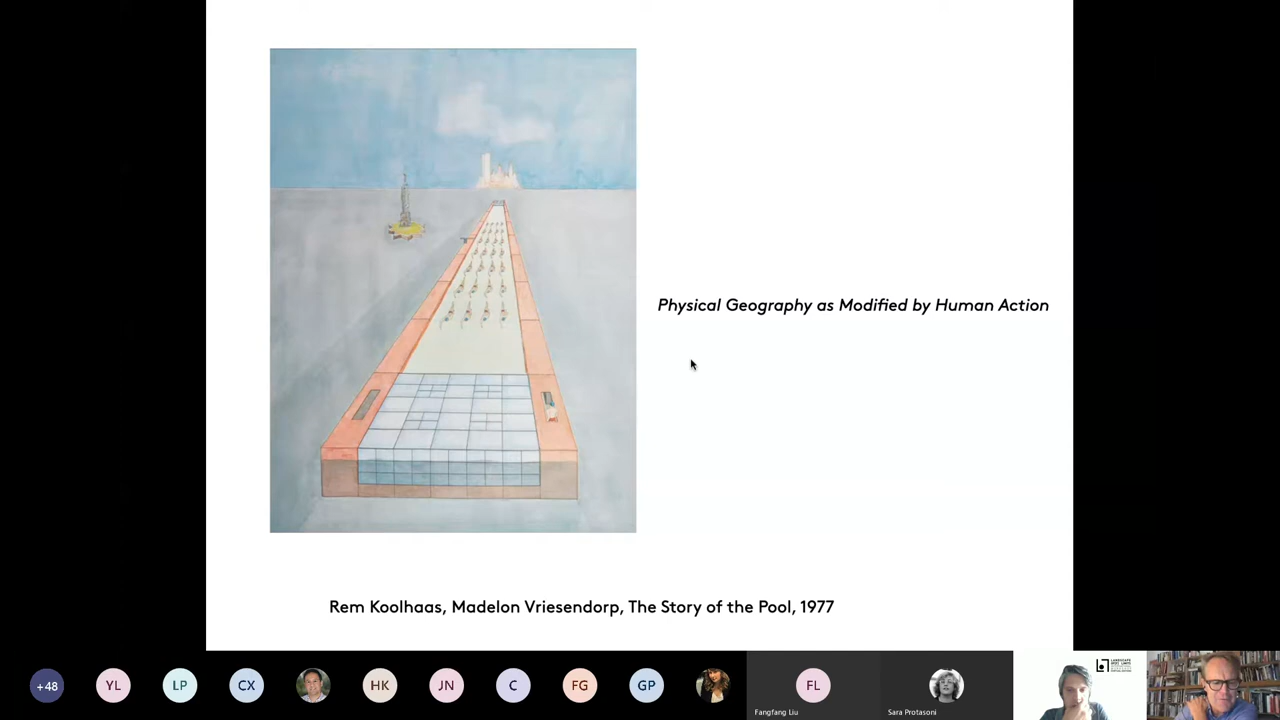 Physical Geography as Modified by Human Action
Rem Koolhaas, Madelon Vriesendorp, The Story of the Pool, 1977
+48
YL
LP
CX
HK
JN
C
FG
GP
FL
Fangfang Liu
Sara Protasoni